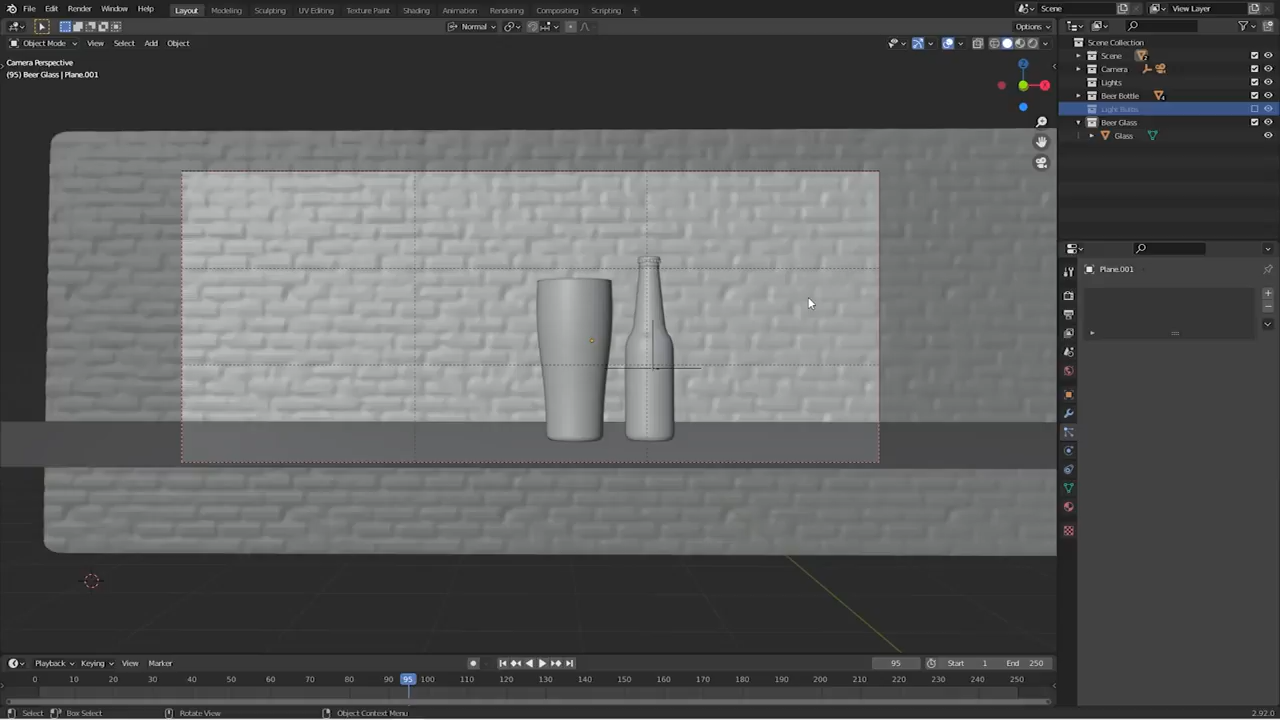 File Edit Render Window Help Layout Modeling Sculpting UV Editing Texture Paint Shading Animation Rendering Compositing Scripting Scene View Layer
Normal Options
Object Mode View Select Add Object
Camera Perspective
(95) Beer Glass | Plane.001
Scene Collection
Scene
Camera
Lights
Beer Bottle
Light Bulbs
Beer Glass
Glass
Plane.001
Z
X
Playback Keying View Marker 95 Start 1 End 250
0 10 20 30 40 50 60 70 80 90 95 100 110 120 130 140 150 160 170 180 190 200 210 220 230 240 250
Select Box Select Rotate View Object Context Menu 2.92.0